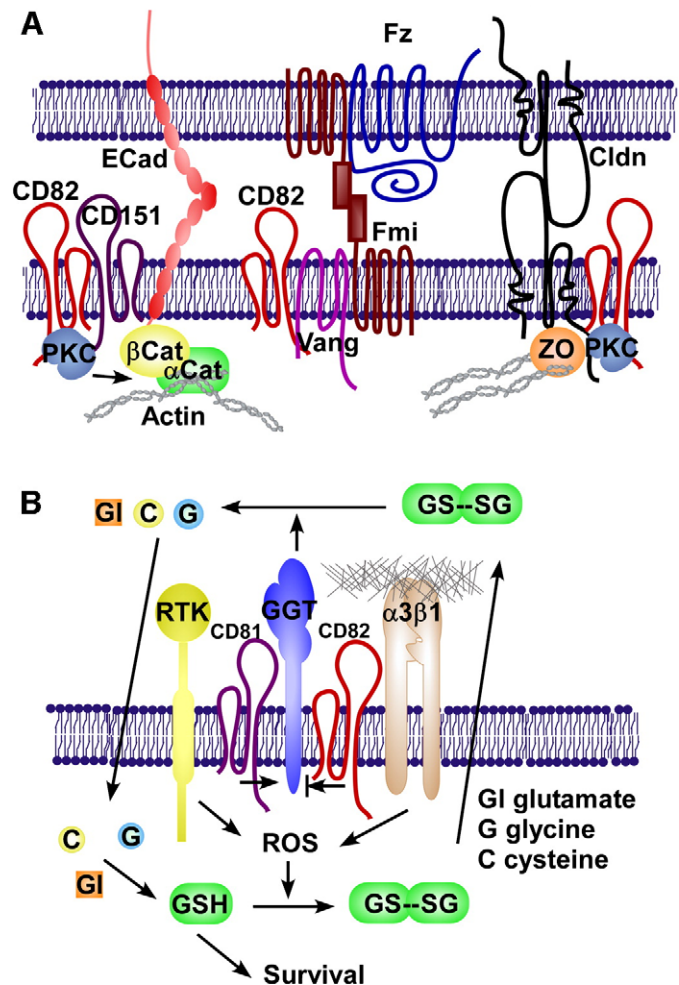 A
Fz
ECad
Cldn
CD82
CD151
CD82
Fmi
Vang
PKC
βCat
αCat
ZO
PKC
Actin
B
Gl C G
GS--SG
RTK
GGT
α3β1
CD81
CD82
Gl glutamate
G glycine
C cysteine
C
G
Gl
ROS
GSH
GS--SG
Survival